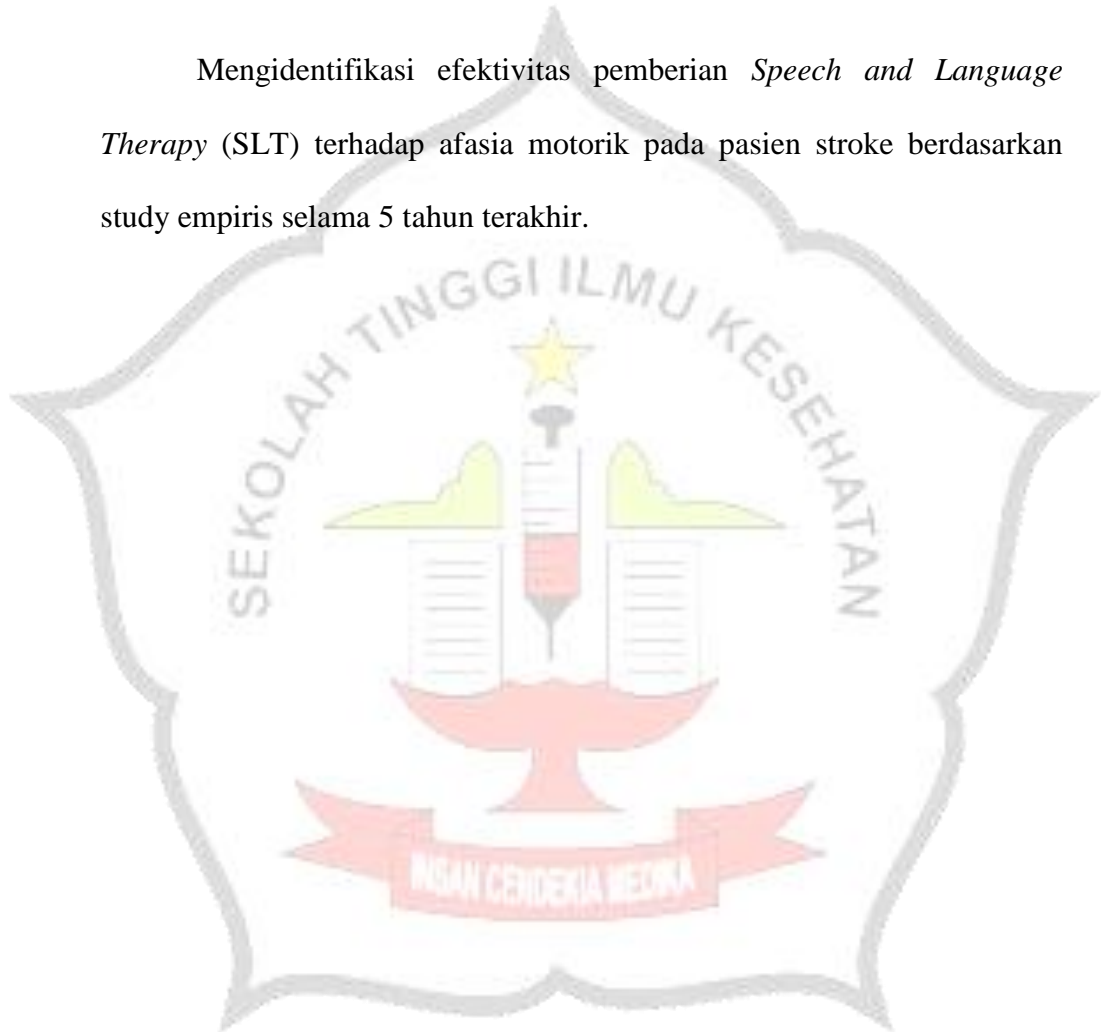 Mengidentifikasi efektivitas pemberian Speech and Language
Therapy (SLT) terhadap afasia motorik pada pasien stroke berdasarkan
study empiris selama 5 tahun terakhir.
SEKOLAH TINGGI ILMU KESEHATAN
INSAN CENDEKIA MEDIKA